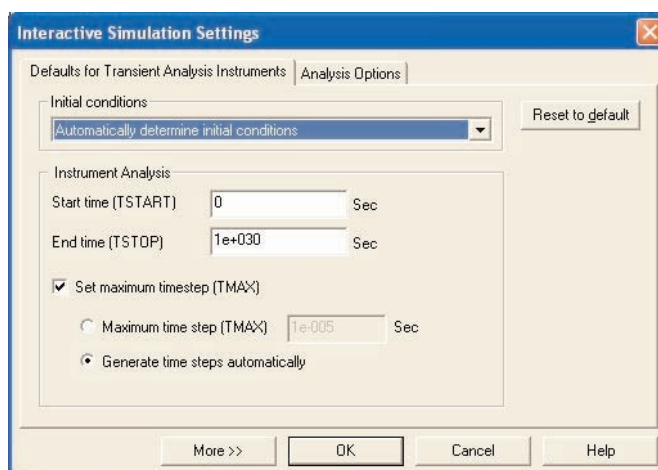 Interactive Simulation Settings
Defaults for Transient Analysis Instruments
Analysis Options
Initial conditions
Automatically determine initial conditions
Reset to default
Instrument Analysis
Start time (TSTART) 0 Sec
End time (TSTOP) 1e+030 Sec
Set maximum timestep (TMAX)
Maximum time step (TMAX) 1e-005 Sec
Generate time steps automatically
More >> OK Cancel Help